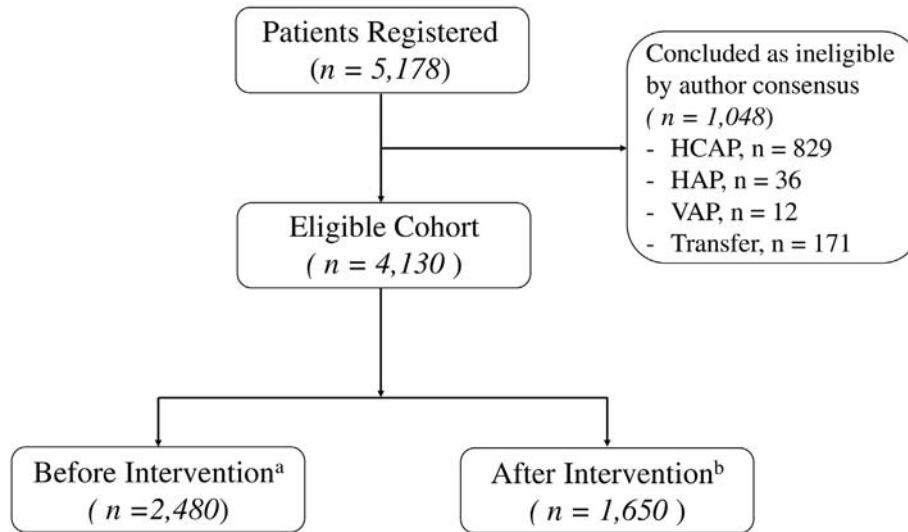 Patients Registered
(n = 5,178)
Concluded as ineligible
by author consensus
( n = 1,048)
- HCAP, n = 829
- HAP, n = 36
- VAP, n = 12
- Transfer, n = 171
Eligible Cohort
( n = 4,130 )
Before Interventionᵃ
( n =2,480)
After Interventionᵇ
( n = 1,650 )